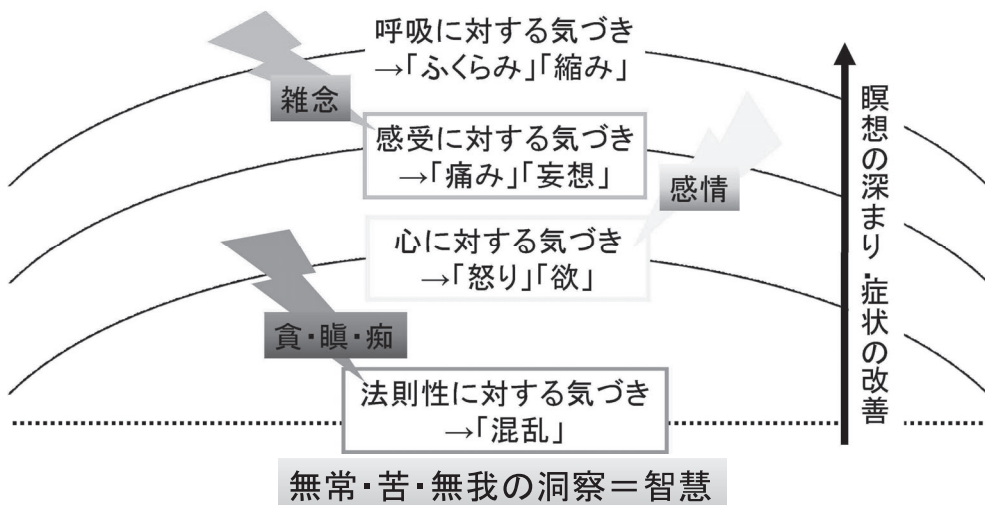 呼吸に対する気づき
→「ふくらみ」「縮み」
雑念
感受に対する気づき
→「痛み」「妄想」
感情
心に対する気づき
→「怒り」「欲」
貪・瞋・痴
法則性に対する気づき
→「混乱」
無常・苦・無我の洞察＝智慧
瞑想の深まり・症状の改善